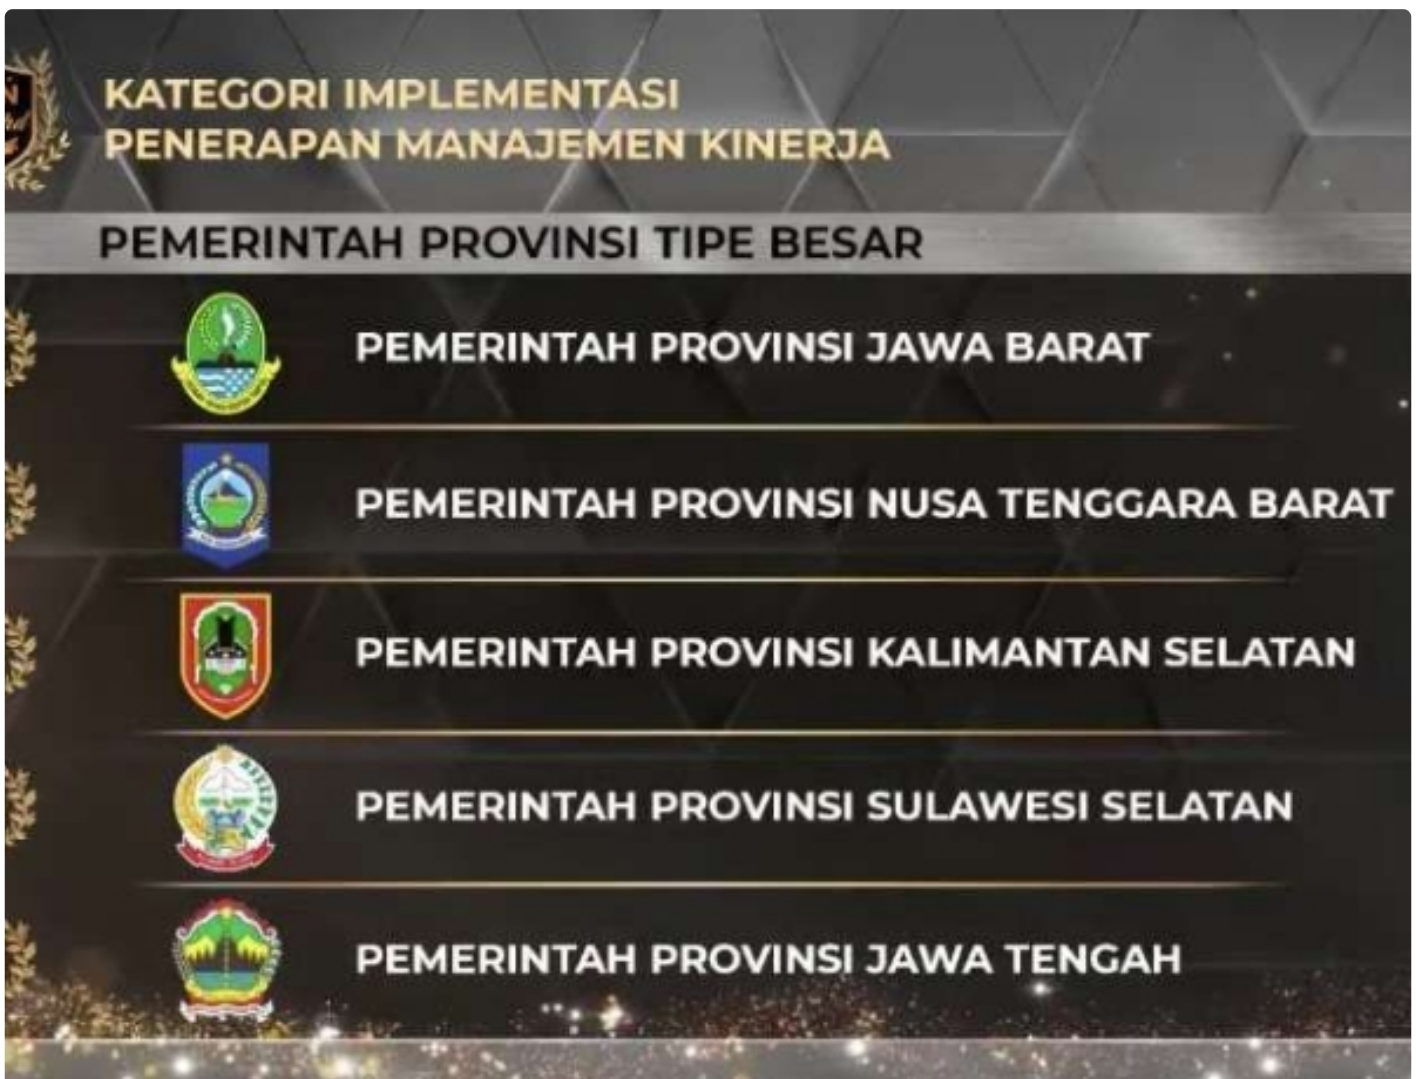 KATEGORI IMPLEMENTASI
PENERAPAN MANAJEMEN KINERJA
PEMERINTAH PROVINSI TIPE BESAR
PEMERINTAH PROVINSI JAWA BARAT
PEMERINTAH PROVINSI NUSA TENGGARA BARAT
PEMERINTAH PROVINSI KALIMANTAN SELATAN
PEMERINTAH PROVINSI SULAWESI SELATAN
PEMERINTAH PROVINSI JAWA TENGAH